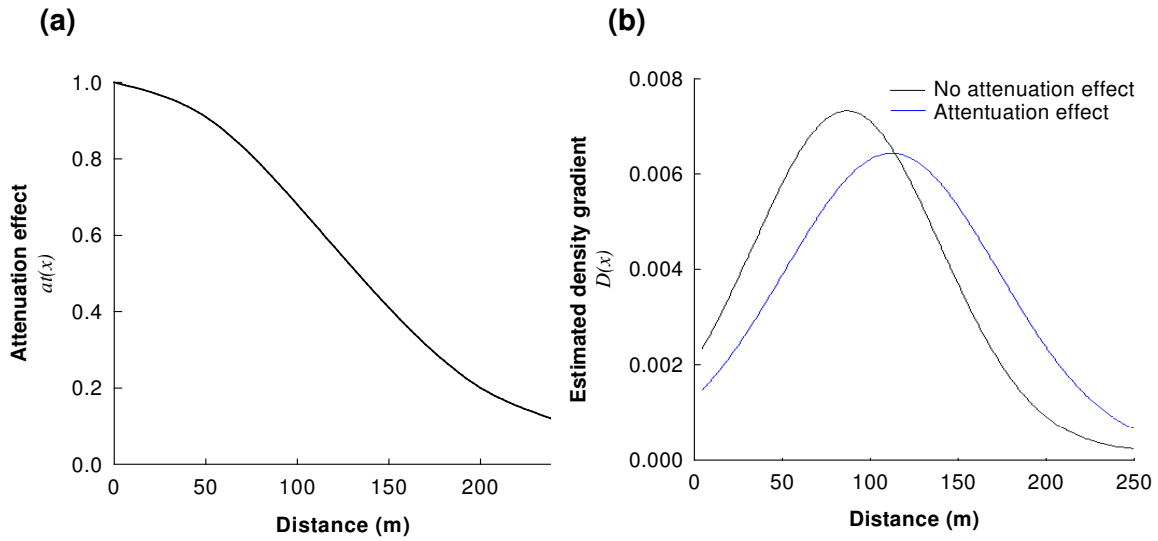 (a)
1.0
0.8
0.6
0.4
0.2
0.0
Attenuation effect
at(x)
0
50
100
150
200
Distance (m)
(b)
No attenuation effect
Attentuation effect
0.008
0.006
0.004
0.002
0.000
Estimated density gradient
D(x)
0
50
100
150
200
250
Distance (m)